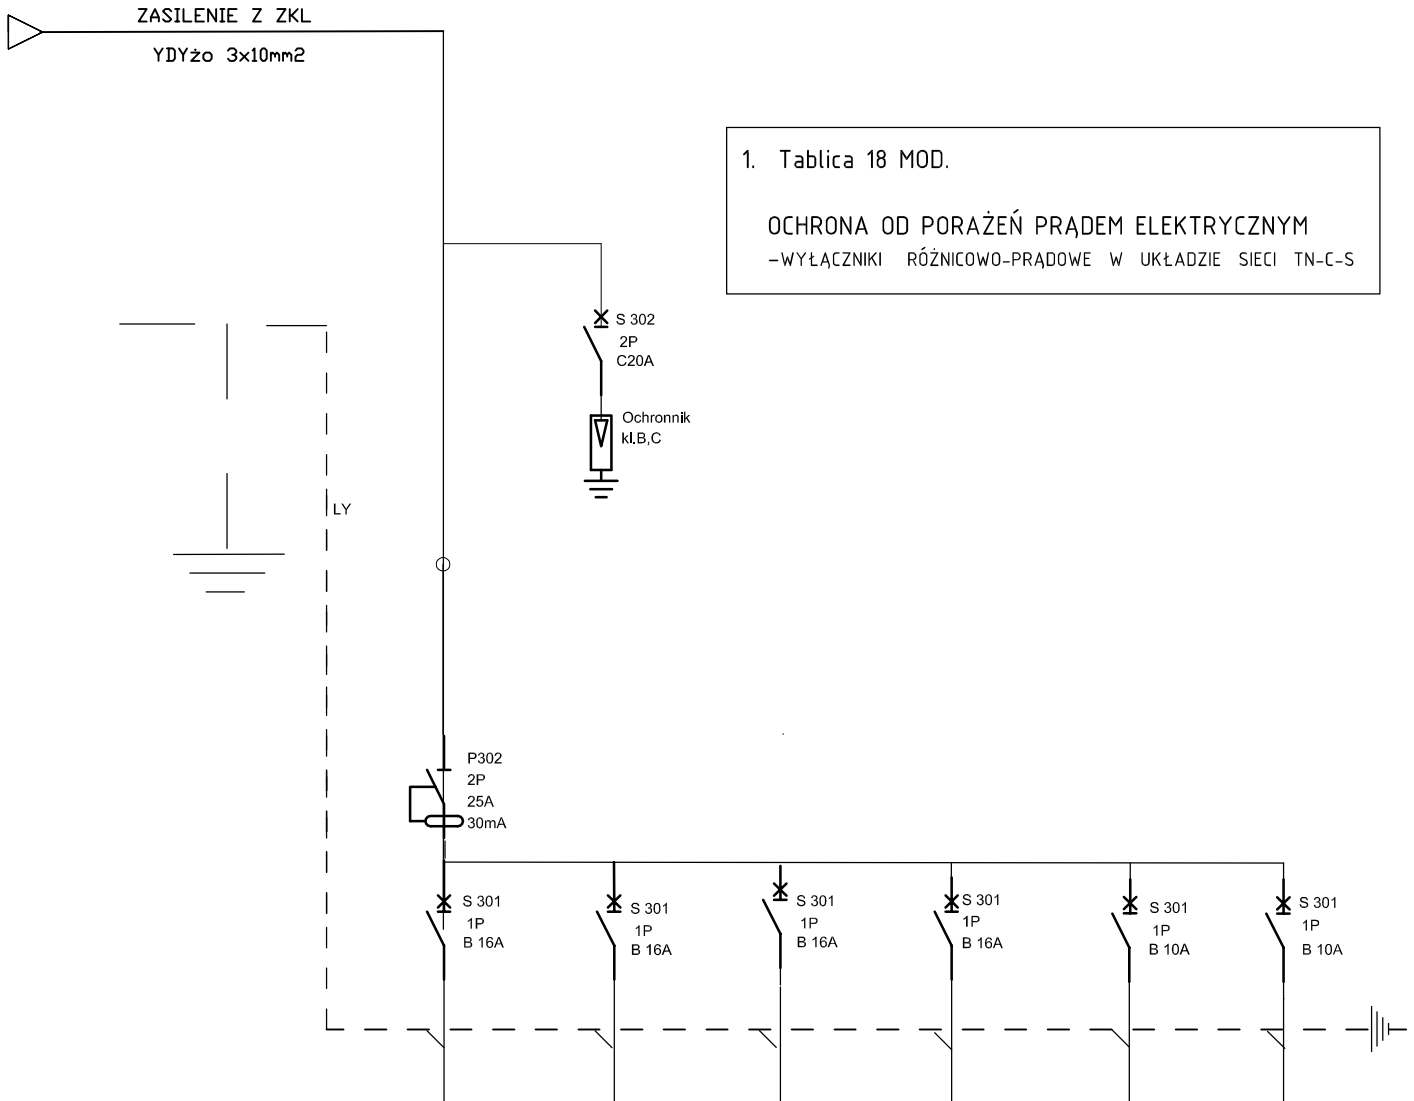 ZASILENIE Z ZKL
YDYżo 3x10mm2
1. Tablica 18 MOD.
OCHRONA OD PORAŻEŃ PRĄDEM ELEKTRYCZNYM
-WYŁĄCZNIKI RÓŻNICOWO-PRĄDOWE W UKŁADZIE SIECI TN-C-S
S 302
2P
C20A
Ochronnik
kl.B,C
LY
P302
2P
25A
30mA
S 301
1P
B 16A
S 301
1P
B 16A
S 301
1P
B 16A
S 301
1P
B 16A
S 301
1P
B 10A
S 301
1P
B 10A